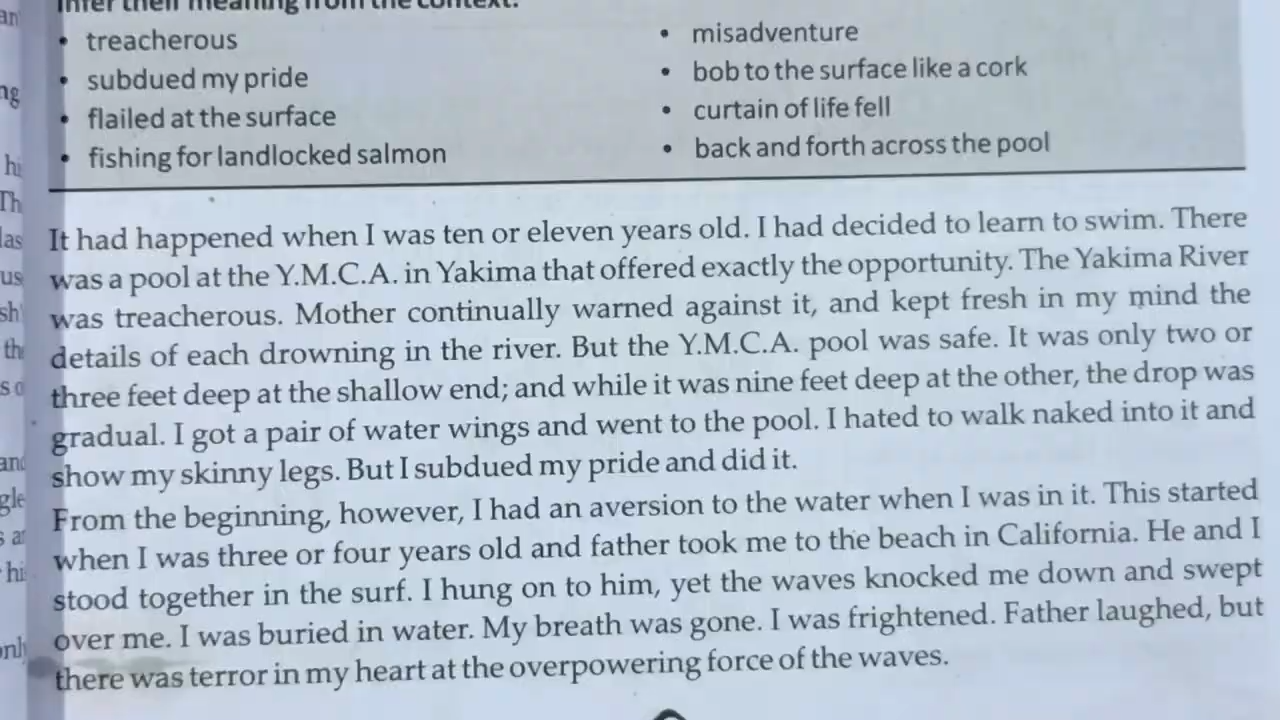 infer their meaning from the context.
• treacherous
• subdued my pride
• flailed at the surface
• fishing for landlocked salmon
• misadventure
• bob to the surface like a cork
• curtain of life fell
• back and forth across the pool
It had happened when I was ten or eleven years old. I had decided to learn to swim. There
was a pool at the Y.M.C.A. in Yakima that offered exactly the opportunity. The Yakima River
was treacherous. Mother continually warned against it, and kept fresh in my mind the
details of each drowning in the river. But the Y.M.C.A. pool was safe. It was only two or
three feet deep at the shallow end; and while it was nine feet deep at the other, the drop was
gradual. I got a pair of water wings and went to the pool. I hated to walk naked into it and
show my skinny legs. But I subdued my pride and did it.
From the beginning, however, I had an aversion to the water when I was in it. This started
when I was three or four years old and father took me to the beach in California. He and I
stood together in the surf. I hung on to him, yet the waves knocked me down and swept
over me. I was buried in water. My breath was gone. I was frightened. Father laughed, but
there was terror in my heart at the overpowering force of the waves.